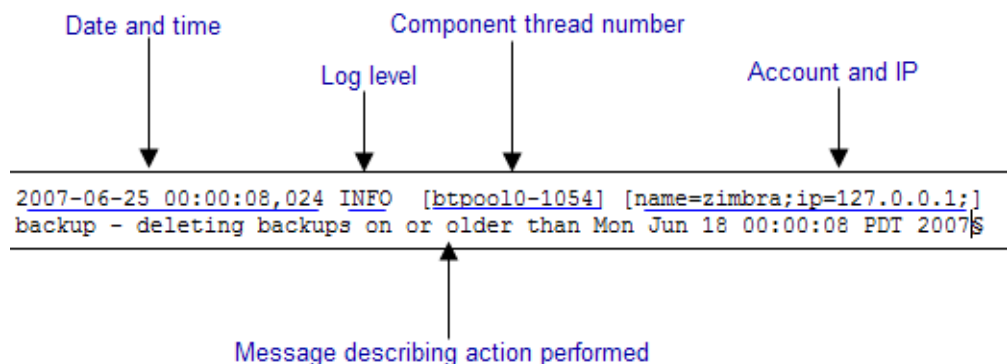 Date and time
Component thread number
Log level
Account and IP
2007-06-25 00:00:08,024 INFO [btpool0-1054] [name=zimbra;ip=127.0.0.1;]
backup - deleting backups on or older than Mon Jun 18 00:00:08 PDT 2007§
Message describing action performed